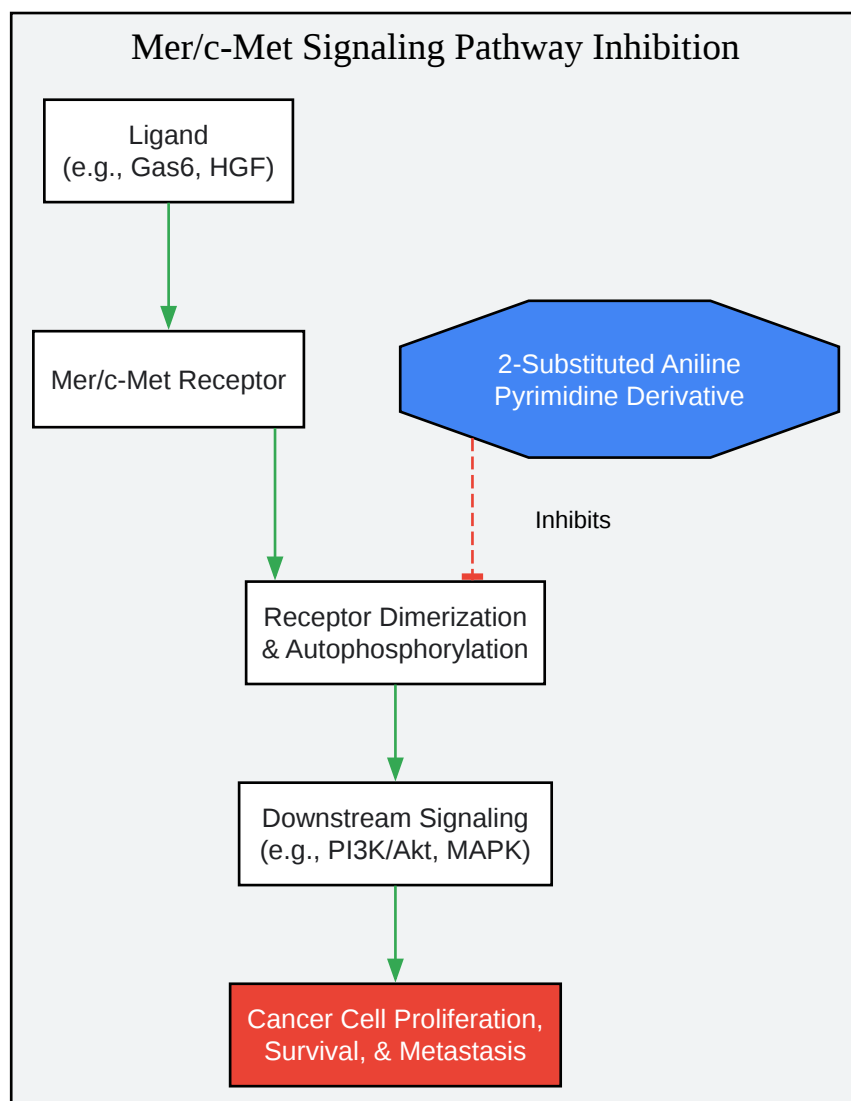 Mer/c-Met Signaling Pathway Inhibition
Ligand
(e.g., Gas6, HGF)
Mer/c-Met Receptor
2-Substituted Aniline
Pyrimidine Derivative
Inhibits
Receptor Dimerization
& Autophosphorylation
Downstream Signaling
(e.g., PI3K/Akt, MAPK)
Cancer Cell Proliferation,
Survival, & Metastasis